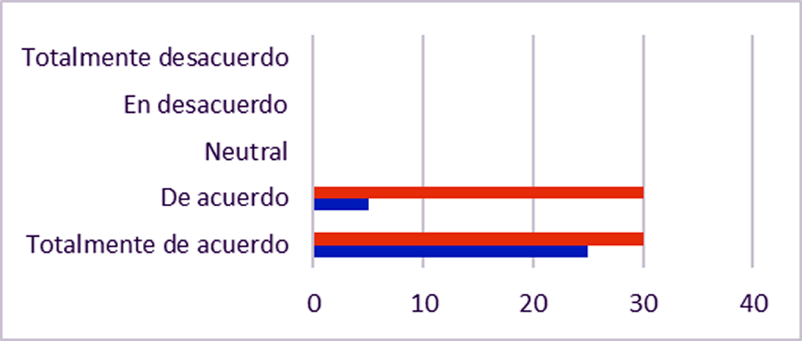 Totalmente desacuerdo
En desacuerdo
Neutral
De acuerdo
Totalmente de acuerdo
0 10 20 30 40